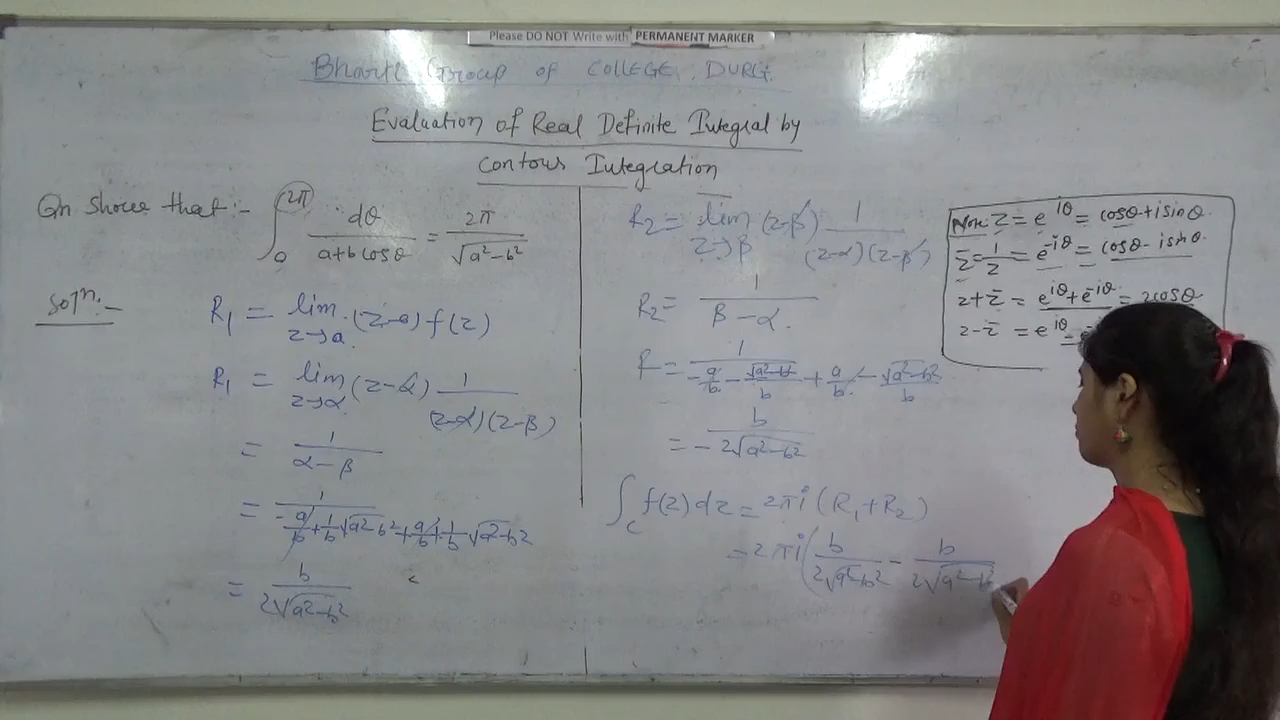 Please DO NOT Write with PERMANENT MARKER
Bharti Group of COLLEGE, DURG.
Evaluation of Real Definite Integral by
Contour Integration
Qn Show that :- ∫₀^2π dθ / (a+b cosθ) = 2π / √(a²-b²)
Solⁿ:-
R₁ = lim z→a (z-a) f(z)
R₁ = lim z→α (z-α) 1 / (z-α)(z-β)
= 1 / (α-β)
= 1 / (-a/b + 1/b √a²-b² + a/b + 1/b √a²-b²)
= b / 2√(a²-b²)
R₂ = lim z→β (z-β) 1 / (z-α)(z-β)
R₂ = 1 / (β-α.)
R = 1 / (-a/b - √(a²-b²)/b + a/b - √(a²-b²)/b)
= - b / 2√(a²-b²)
∫_C f(z) dz = 2πi (R₁+R₂)
= 2πi ( b / 2√a²-b² - b / 2√a²-b²
Note: z = e^iθ = cosθ + i sinθ.
z̄ = 1/z = e^-iθ = cosθ - i sinθ.
z + z̄ = e^iθ + e^-iθ = 2cosθ
z - z̄ = e^iθ -